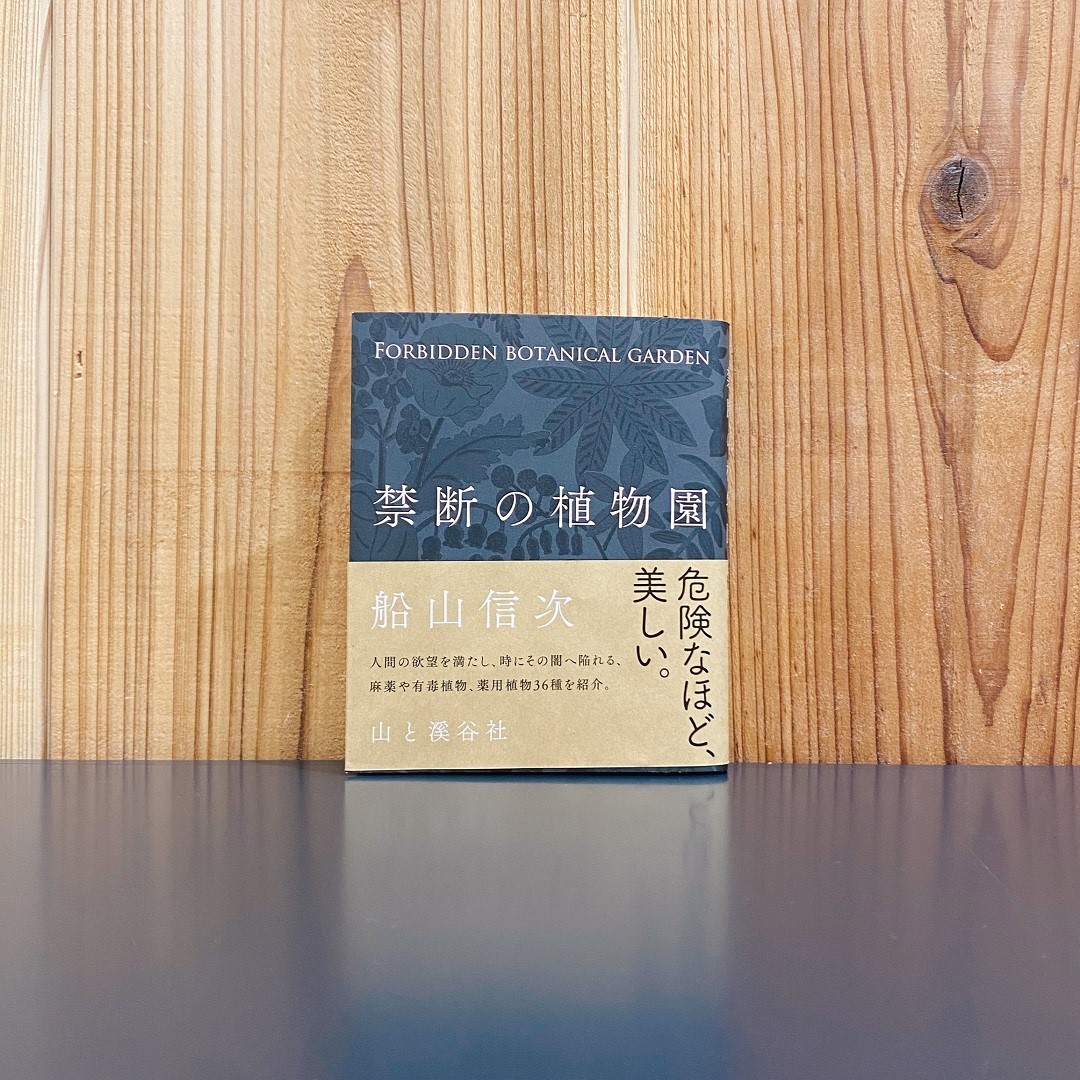 FORBIDDEN BOTANICAL GARDEN
禁断の植物園
危険なほど、
美しい。
船山信次
人間の欲望を満たし、時にその闇へ陥れる、
麻薬や有毒植物、薬用植物36種を紹介。
山と溪谷社